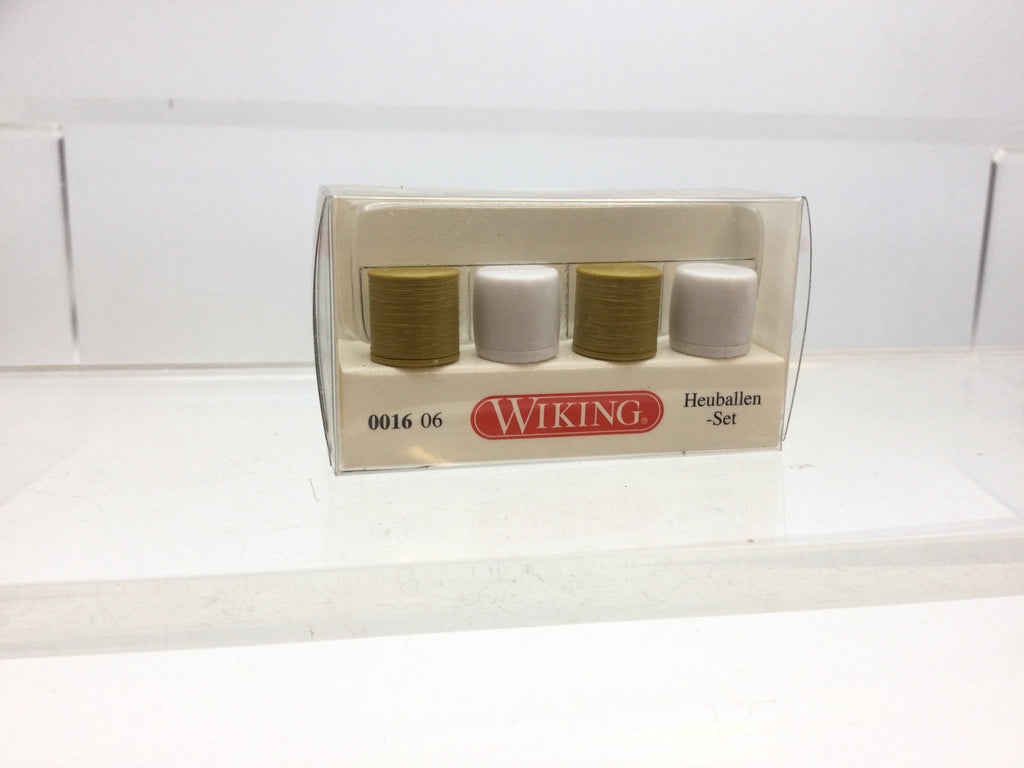 0016 06
WIKING®
Heuballen
-Set